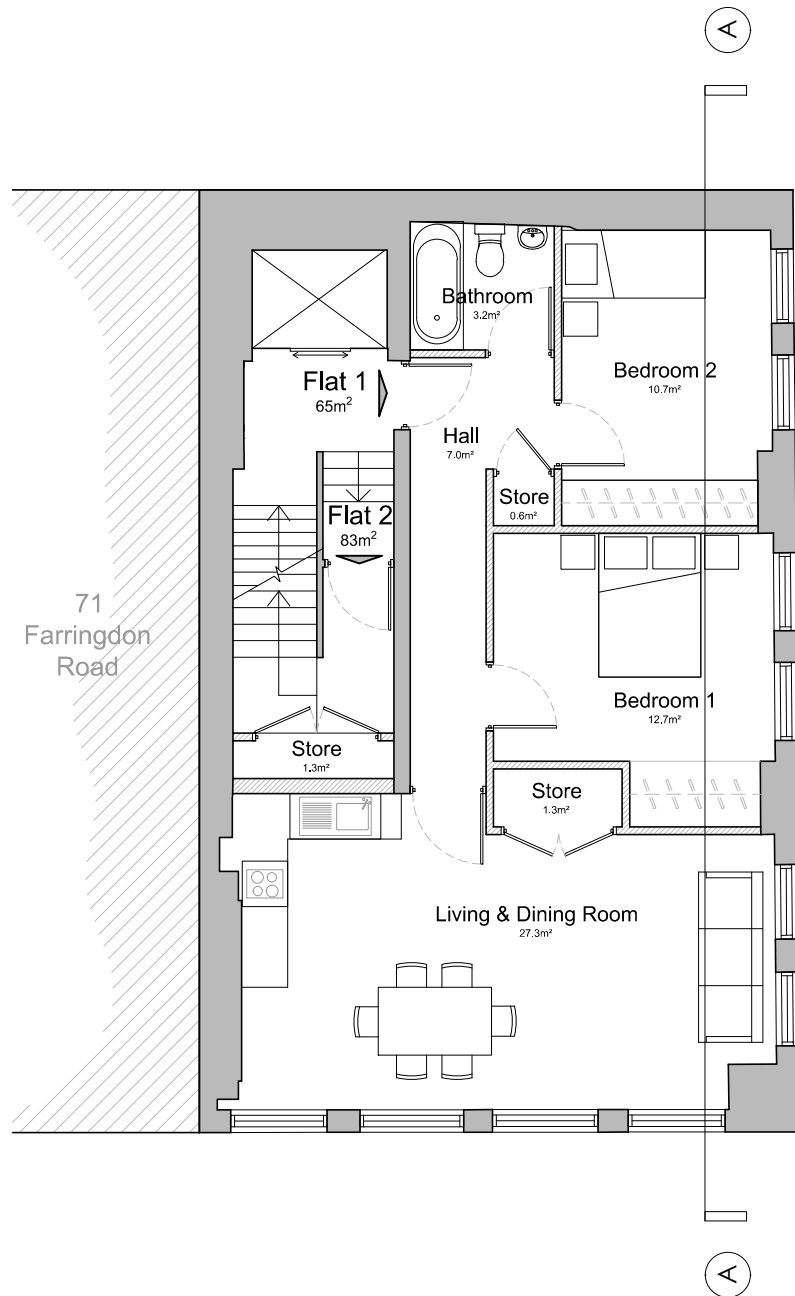 A
Bathroom
3.2m²
Flat 1
65m²
Bedroom 2
10.7m²
Hall
7.0m²
Store
0.6m²
Flat 2
83m²
71
Farringdon
Road
Bedroom 1
12.7m²
Store
1.3m²
Store
1.3m²
Living & Dining Room
27.3m²
A